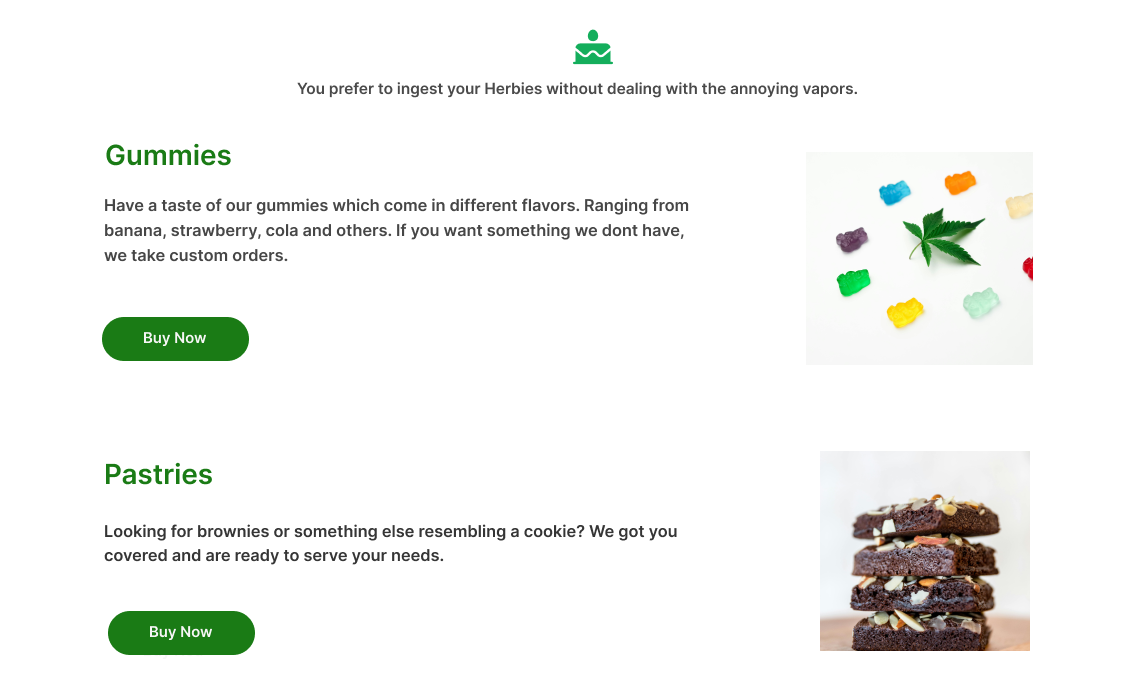 You prefer to ingest your Herbies without dealing with the annoying vapors.
Gummies
Have a taste of our gummies which come in different flavors. Ranging from
banana, strawberry, cola and others. If you want something we dont have,
we take custom orders.
Buy Now
Pastries
Looking for brownies or something else resembling a cookie? We got you
covered and are ready to serve your needs.
Buy Now